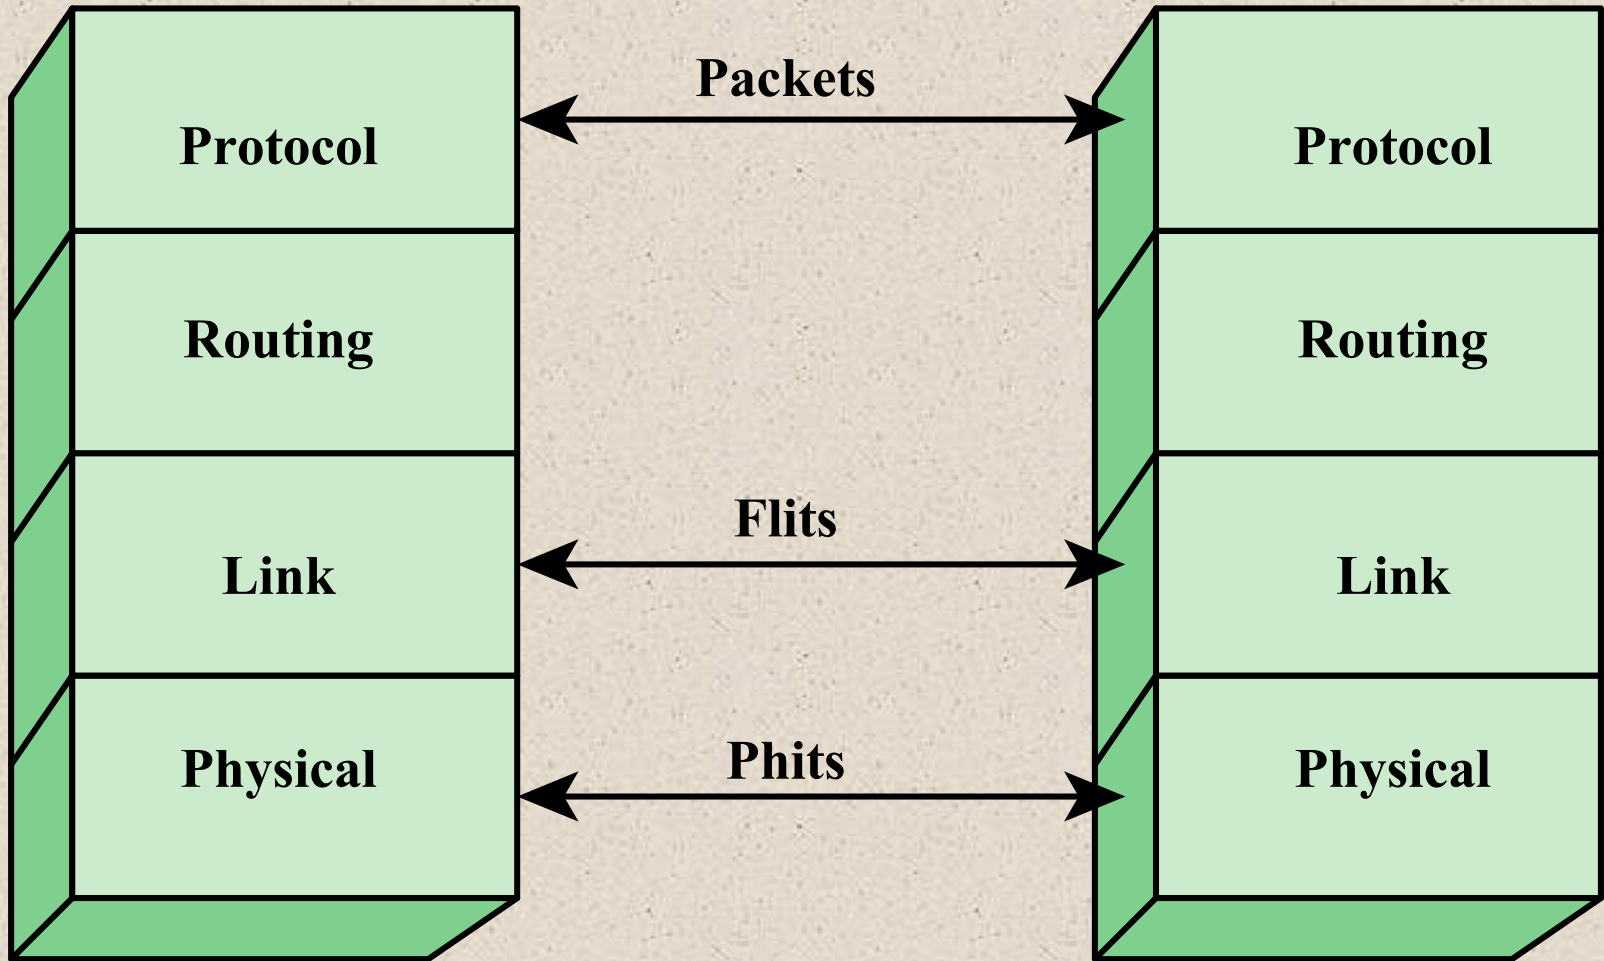 Packets
Protocol
Protocol
Routing
Routing
Flits
Link
Link
Phits
Physical
Physical